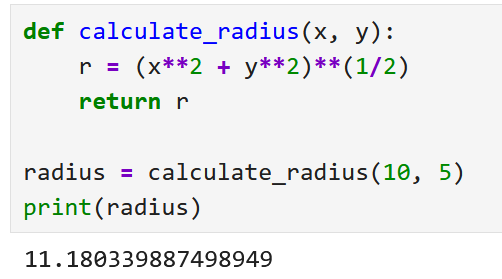 def calculate_radius(x, y):
    r = (x**2 + y**2)**(1/2)
    return r

radius = calculate_radius(10, 5)
print(radius)
11.180339887498949